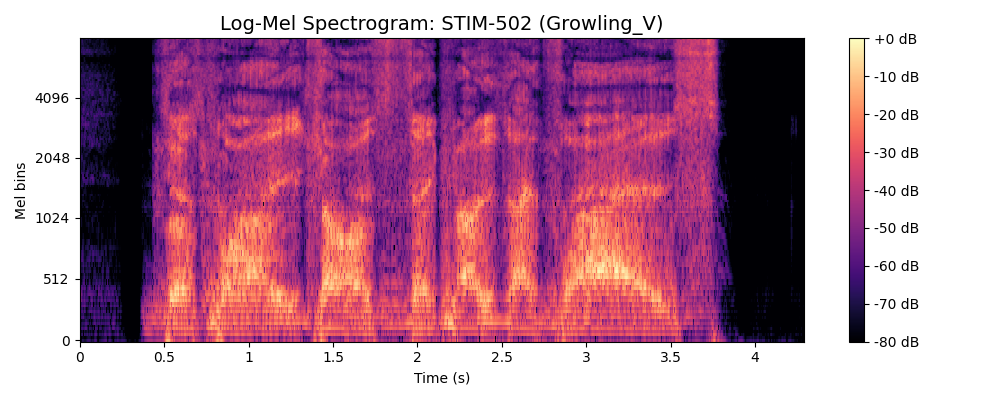 Log-Mel Spectrogram: STIM-502 (Growling_V)
Mel bins
4096
2048
1024
512
0
0 0.5 1 1.5 2 2.5 3 3.5 4
Time (s)
+0 dB
-10 dB
-20 dB
-30 dB
-40 dB
-50 dB
-60 dB
-70 dB
-80 dB